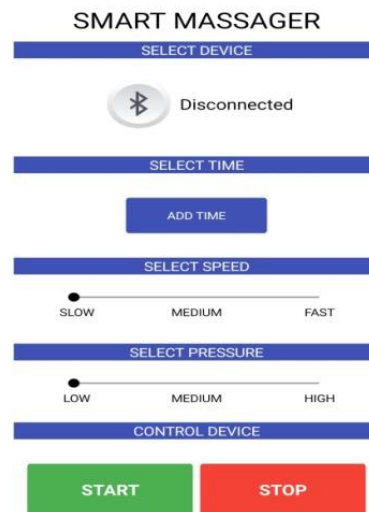 SMART MASSAGER
SELECT DEVICE
Disconnected
SELECT TIME
ADD TIME
SELECT SPEED
SLOW MEDIUM FAST
SELECT PRESSURE
LOW MEDIUM HIGH
CONTROL DEVICE
START STOP